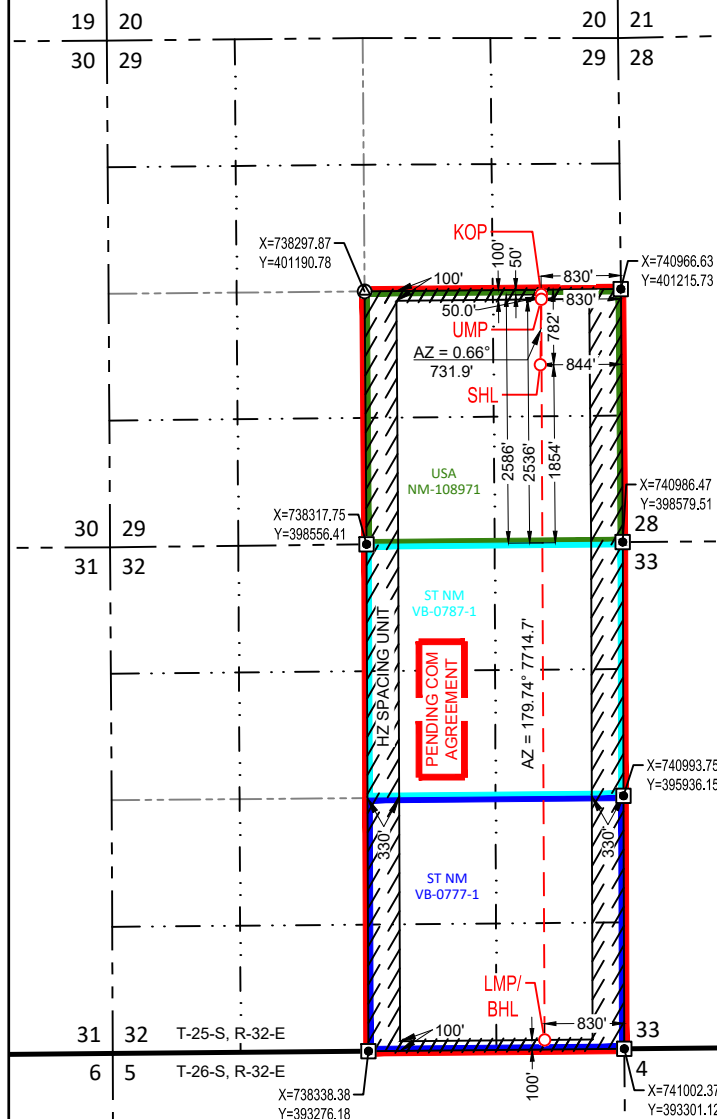 19 20
20 21
30 29
29 28
KOP
X=738297.87
Y=401190.78
100'
100'
50'
830'
X=740966.63
Y=401215.73
50.0'
830'
UMP
782'
AZ = 0.66°
731.9'
844'
SHL
2586'
2536'
1854'
USA
NM-108971
X=740986.47
Y=398579.51
X=738317.75
Y=398556.41
30 29
28
31 32
33
ST NM
VB-0787-1
HZ SPACING UNIT
PENDING COM
AGREEMENT
AZ = 179.74° 7714.7'
X=740993.75
Y=395936.15
330'
330'
ST NM
VB-0777-1
LMP/
BHL
100'
830'
31 32
T-25-S, R-32-E
33
6 5
T-26-S, R-32-E
100'
4
X=738338.38
Y=393276.18
X=741002.37
Y=393301.12